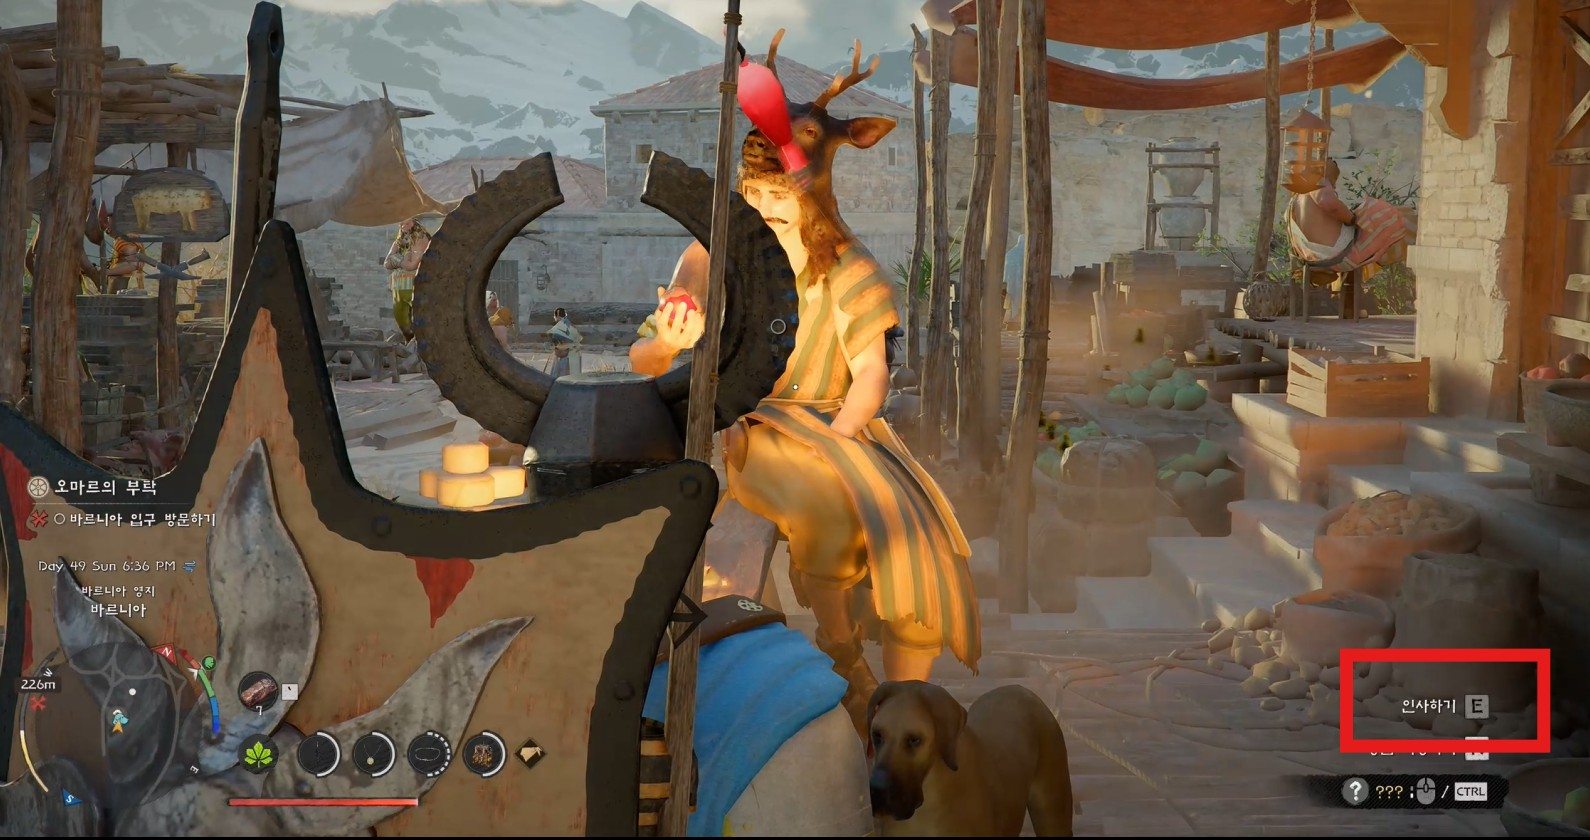 오마르의 부탁
바르니아 입구 방문하기
Day 49 Sun 6:36 PM
바르니아 영지
바르니아
N
W
226m
E
S
7
인사하기 E
??? : / CTRL